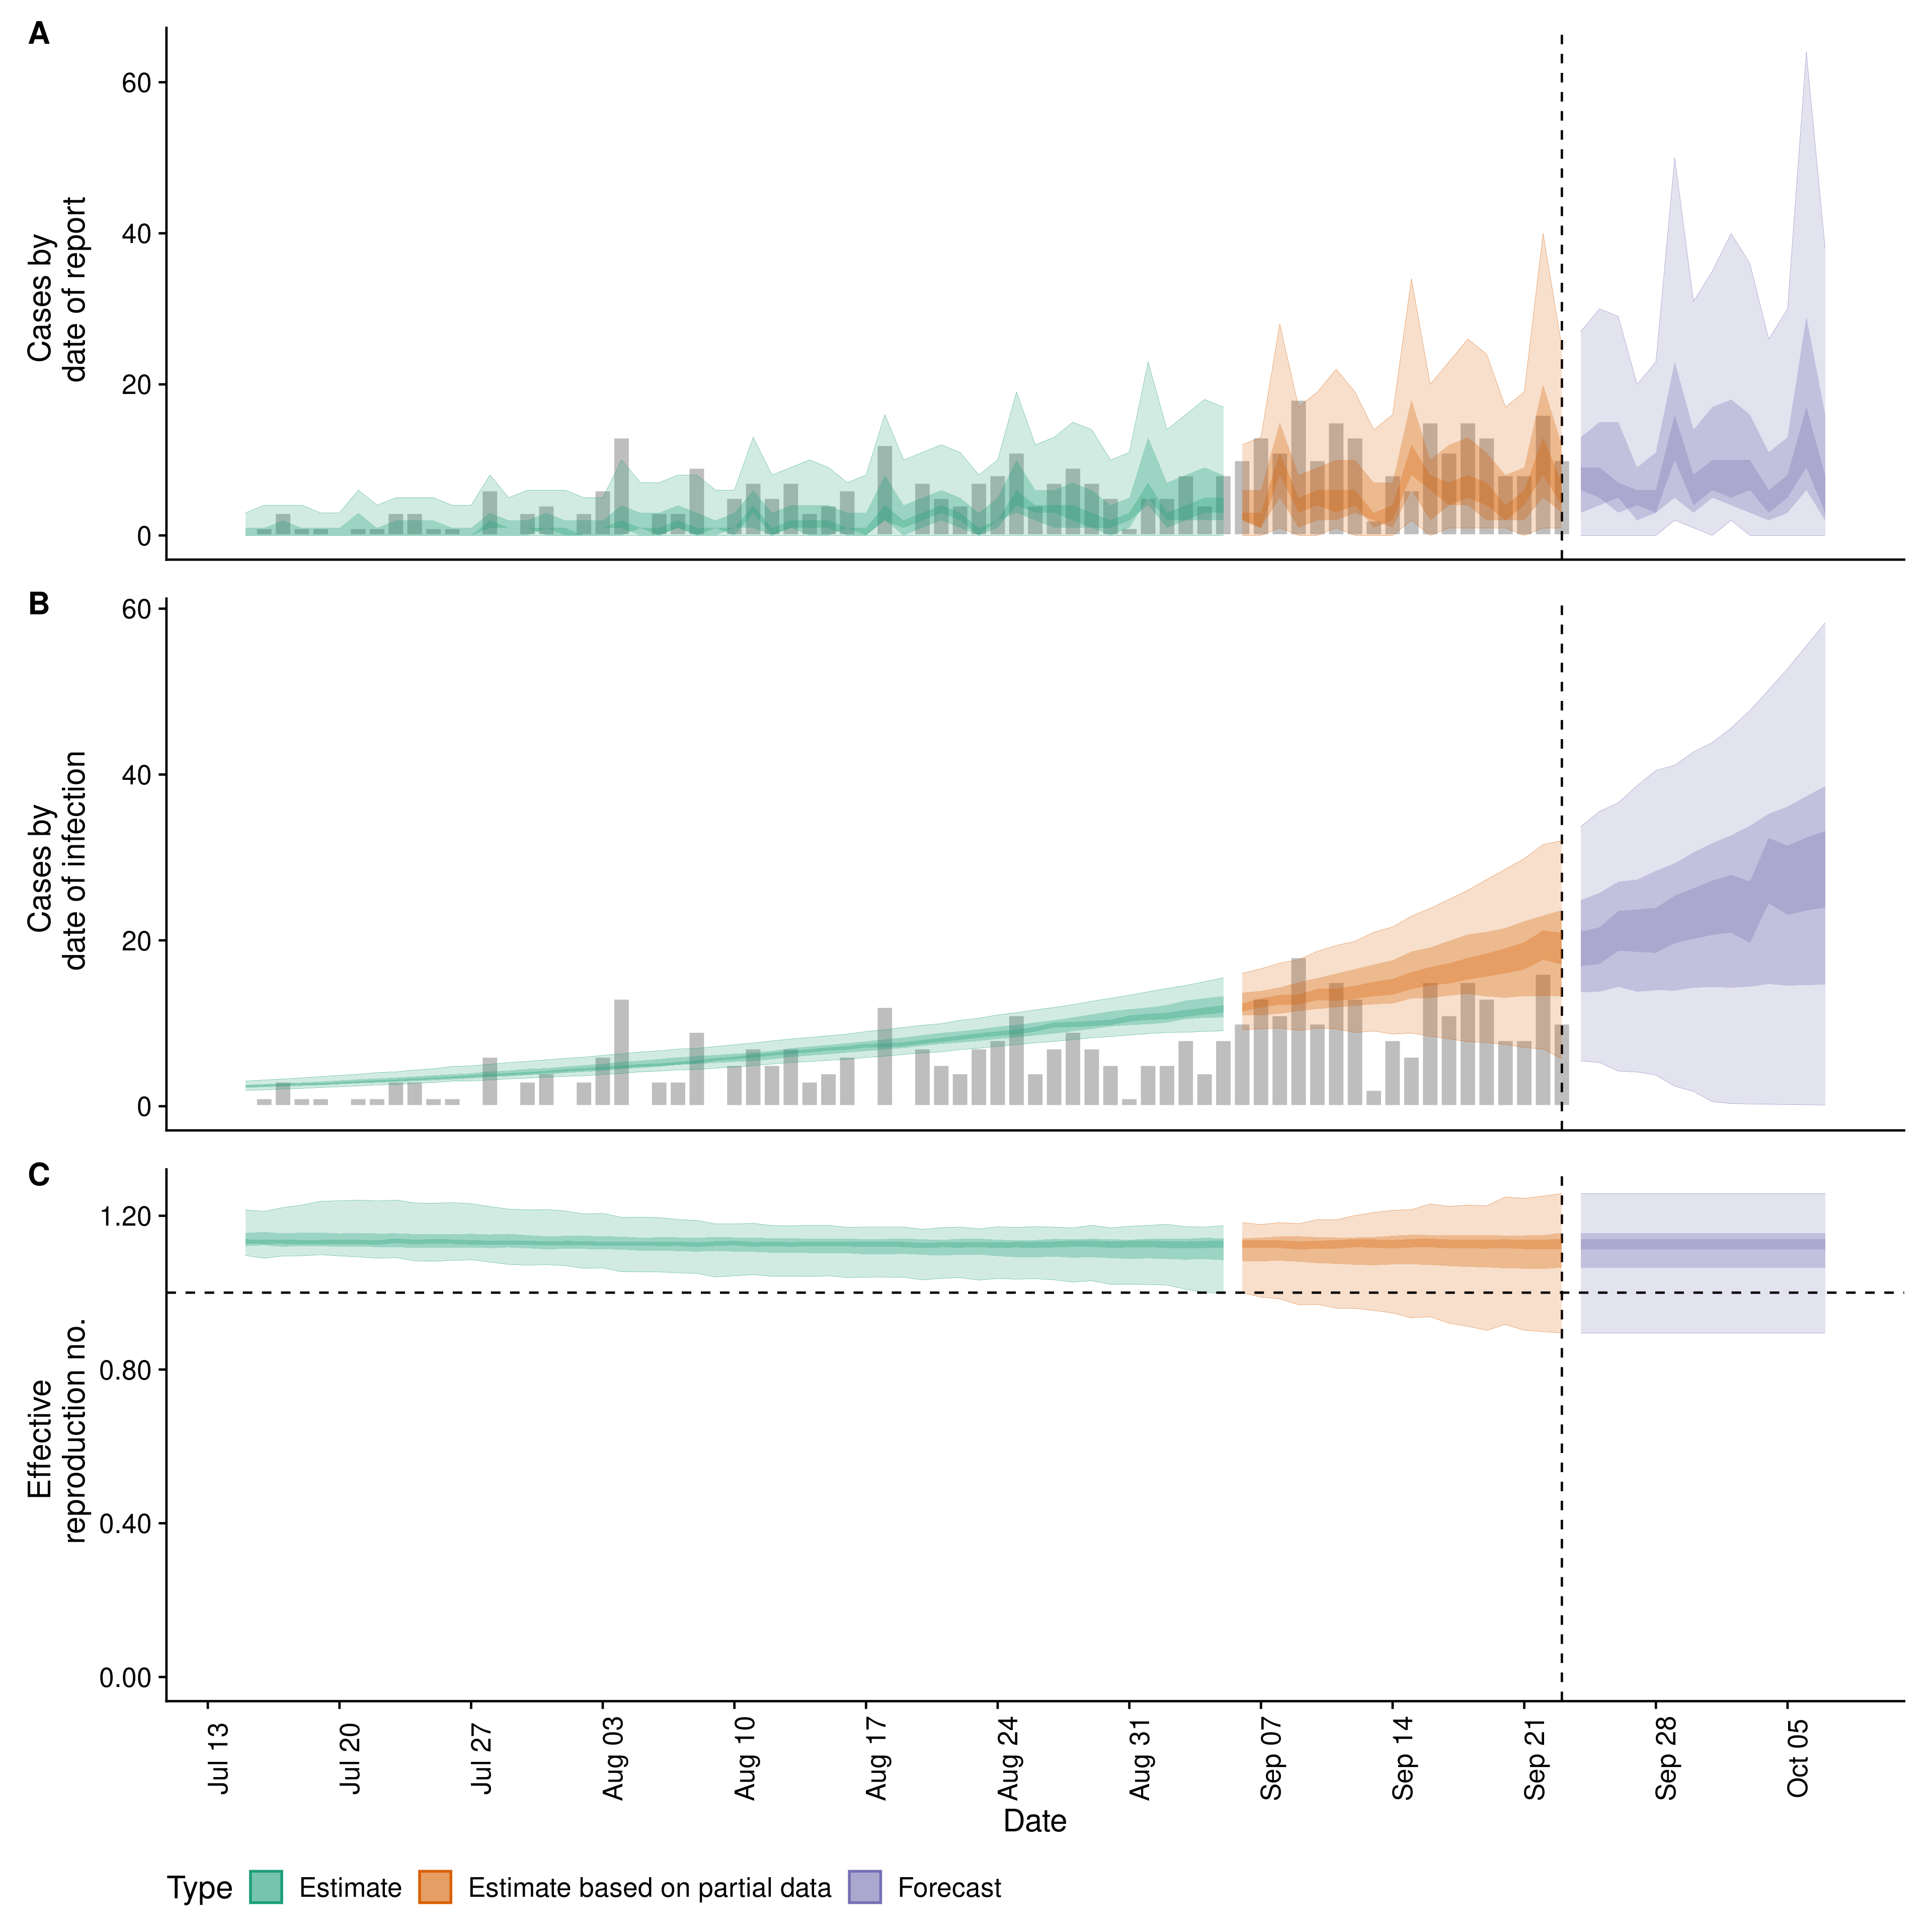 A
60
40
20
0
Cases by
date of report
B
60
40
20
0
Cases by
date of infection
C
1.20
0.80
0.40
0.00
Effective
reproduction no.
Jul 13
Jul 20
Jul 27
Aug 03
Aug 10
Aug 17
Aug 24
Aug 31
Sep 07
Sep 14
Sep 21
Sep 28
Oct 05
Date
Type Estimate Estimate based on partial data Forecast